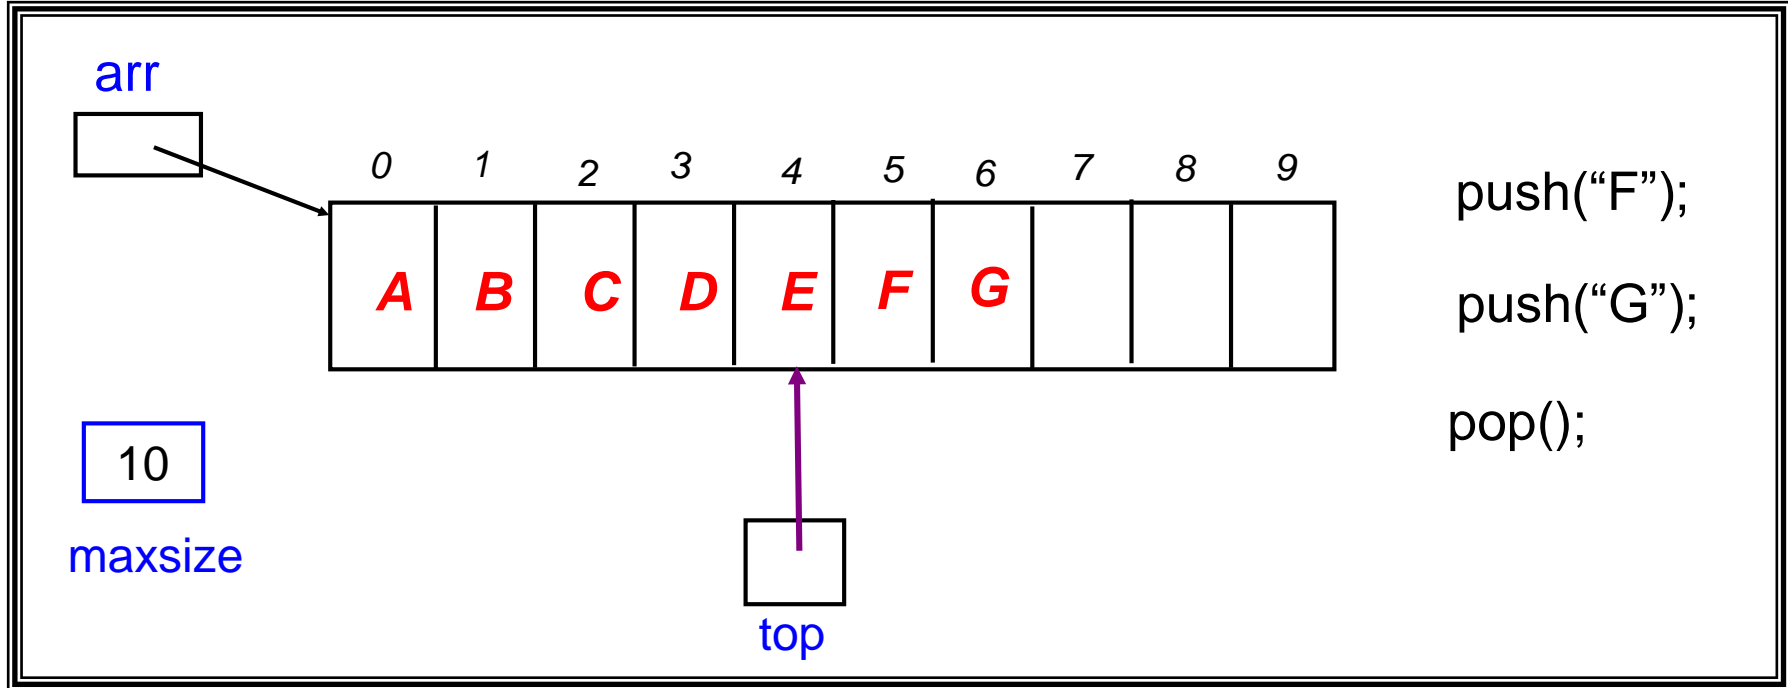 arr
0 1 2 3 4 5 6 7 8 9
A B C D E F G
10
maxsize
top
push(“F”);
push(“G”);
pop();